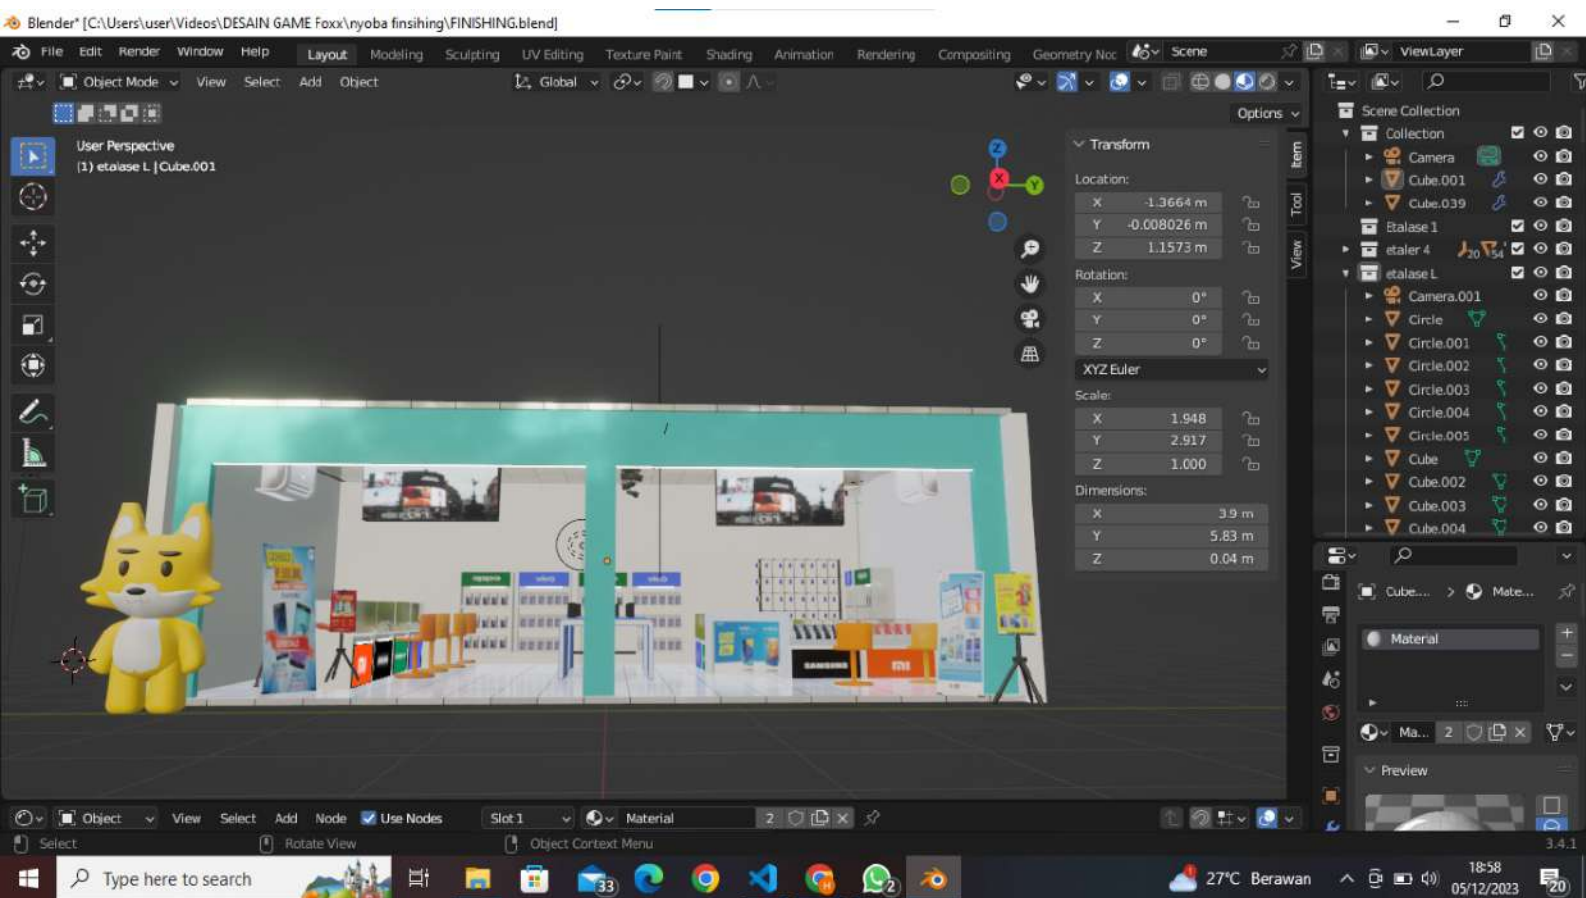 Blender* [C:\Users\user\Videos\DESAIN GAME Foxx\nyoba finsihing\FINISHING.blend]
File Edit Render Window Help Layout Modeling Sculpting UV Editing Texture Paint Shading Animation Rendering Compositing Geometry Noc Scene ViewLayer
Object Mode View Select Add Object Global
Options
User Perspective
(1) etalase L | Cube.001
Z
X
Y
Transform
Location:
X -1.3664 m
Y -0.008026 m
Z 1.1573 m
Rotation:
X 0°
Y 0°
Z 0°
XYZ Euler
Scale:
X 1.948
Y 2.917
Z 1.000
Dimensions:
X 3.9 m
Y 5.83 m
Z 0.04 m
Item
Tool
View
Scene Collection
Collection
Camera
Cube.001
Cube.039
Etalase 1
etaler 4 20 54
etalase L
Camera.001
Circle
Circle.001
Circle.002
Circle.003
Circle.004
Circle.005
Cube
Cube.002
Cube.003
Cube.004
SAMSUNG
mi
Cube.... > Mate...
Material
Ma... 2
Preview
Object View Select Add Node Use Nodes Slot 1 Material 2
Select Rotate View Object Context Menu 3.4.1
Type here to search 33 2 27°C Berawan 18:58
05/12/2023 20